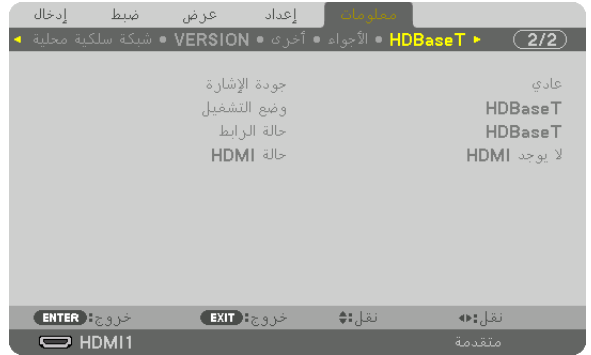 إدخال ضبط عرض إعداد معلومات
◄ شبكة سلكية محلية • VERSION • أخرى • الأجواء • HDBaseT ► 2/2
جودة الإشارة عادي
وضع التشغيل HDBaseT
حالة الرابط HDBaseT
حالة HDMI لا يوجد HDMI
ENTER :خروج EXIT :خروج نقل: نقل:
HDMI1 متقدمة